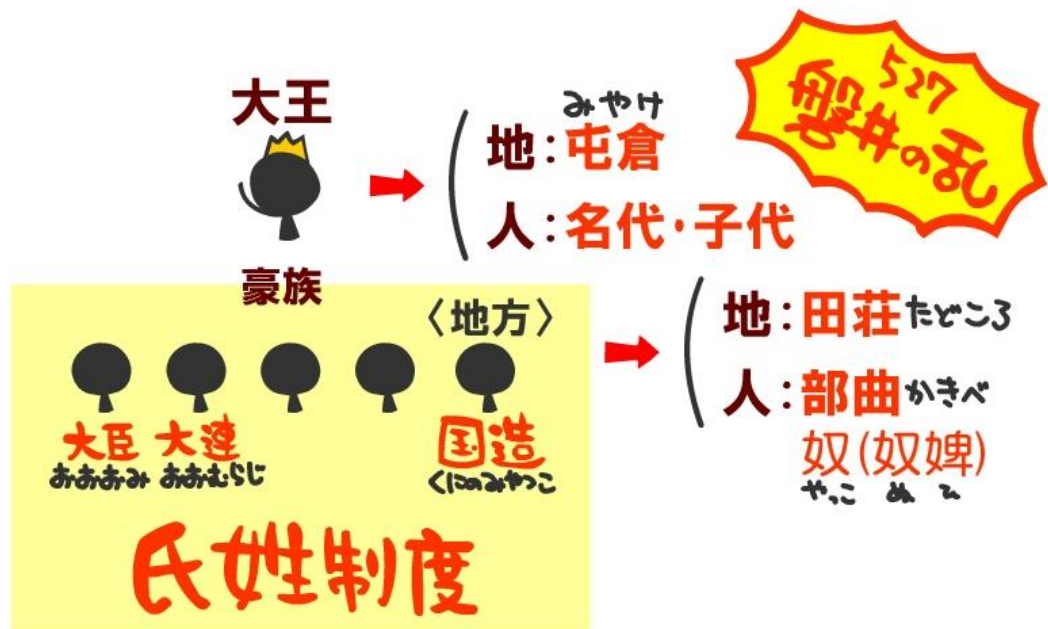 大王
みやけ
地:屯倉
人:名代・子代
527
磐井の乱
豪族
〈地方〉
大臣 大連 国造
おおおみ おおむらじ くにのみやつこ
氏姓制度
地:田荘たどころ
人:部曲かきべ
奴(奴婢)
やっこ ぬ ひ